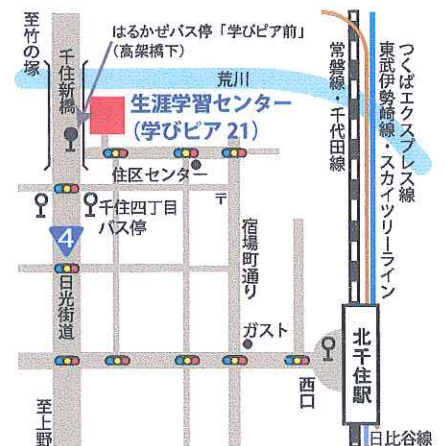 至竹の塚
はるかぜバス停「学びピア前」
（高架橋下）
千住新橋
荒川
生涯学習センター
（学びピア 21）
常磐線・千代田線
東武伊勢崎線・スカイツリーライン
つくばエクスプレス線
住区センター
千住四丁目
バス停
〒
4
宿場町通り
日光街道
ガスト
北千住駅
西口
至上野
日比谷線